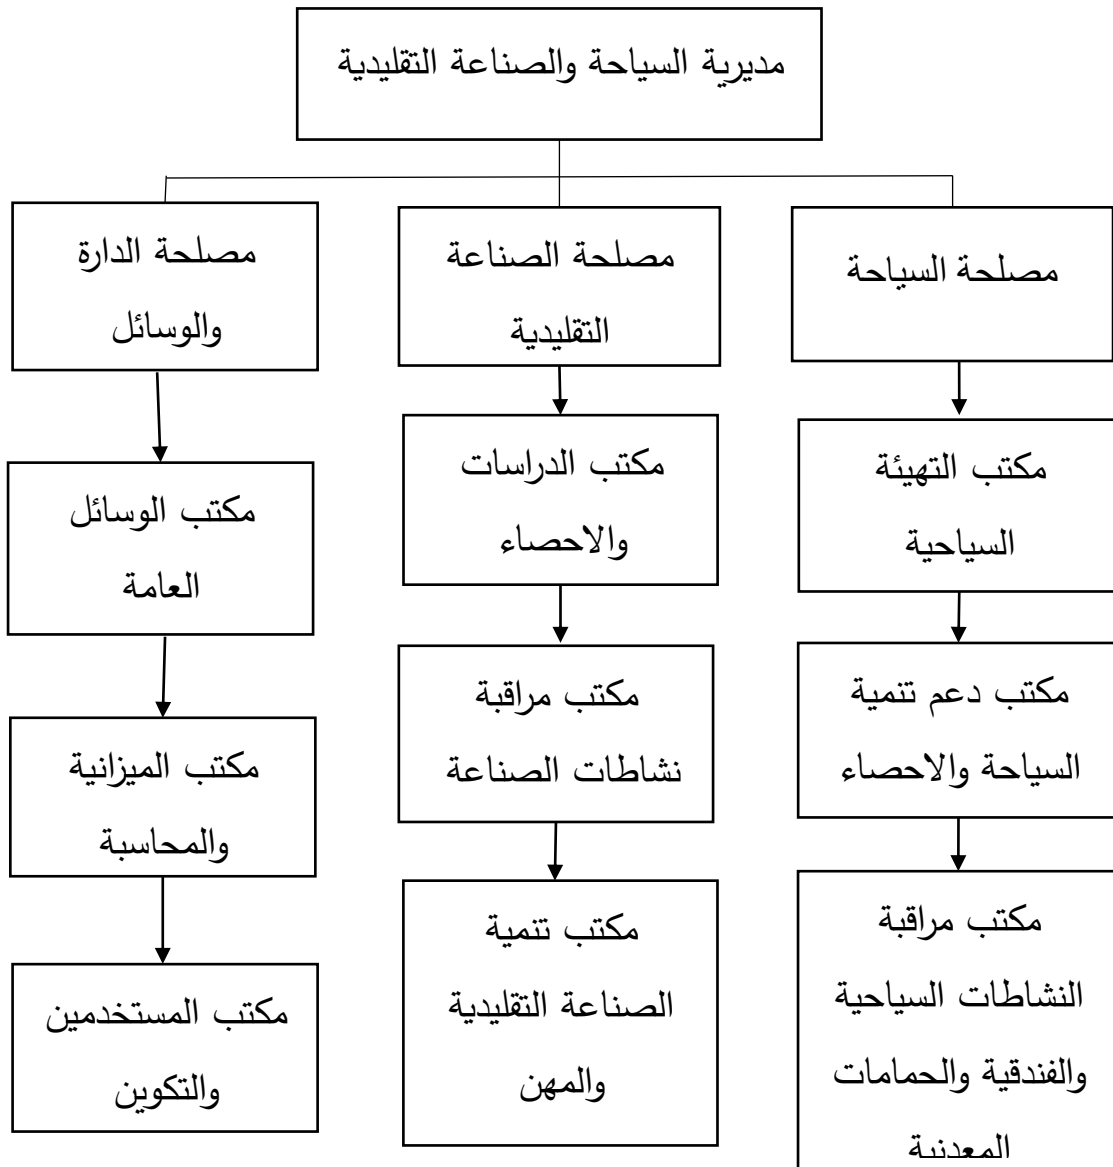 مديرية السياحة والصناعة التقليدية
مصلحة السياحة
مصلحة الصناعة
التقليدية
مصلحة الدارة
والوسائل
مكتب التهيئة
السياحية
مكتب الدراسات
والاحصاء
مكتب الوسائل
العامة
مكتب دعم تنمية
السياحة والاحصاء
مكتب مراقبة
نشاطات الصناعة
مكتب الميزانية
والمحاسبة
مكتب مراقبة
النشاطات السياحية
والفندقية والحمامات
المعدنية
مكتب تنمية
الصناعة التقليدية
والمهن
مكتب المستخدمين
والتكوين